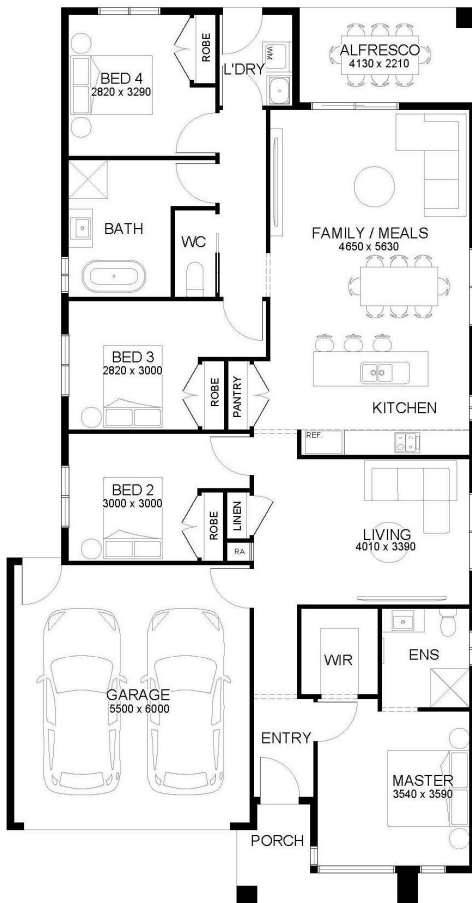 BED 4
2820 x 3290
ROBE
L'DRY
WM
ALFRESCO
4130 x 2210
BATH
WC
FAMILY / MEALS
4650 x 5630
BED 3
2820 x 3000
ROBE
PANTRY
KITCHEN
REF.
BED 2
3000 x 3000
ROBE
LINEN
RA
LIVING
4010 x 3390
WIR
ENS
GARAGE
5500 x 6000
ENTRY
MASTER
3540 x 3590
PORCH